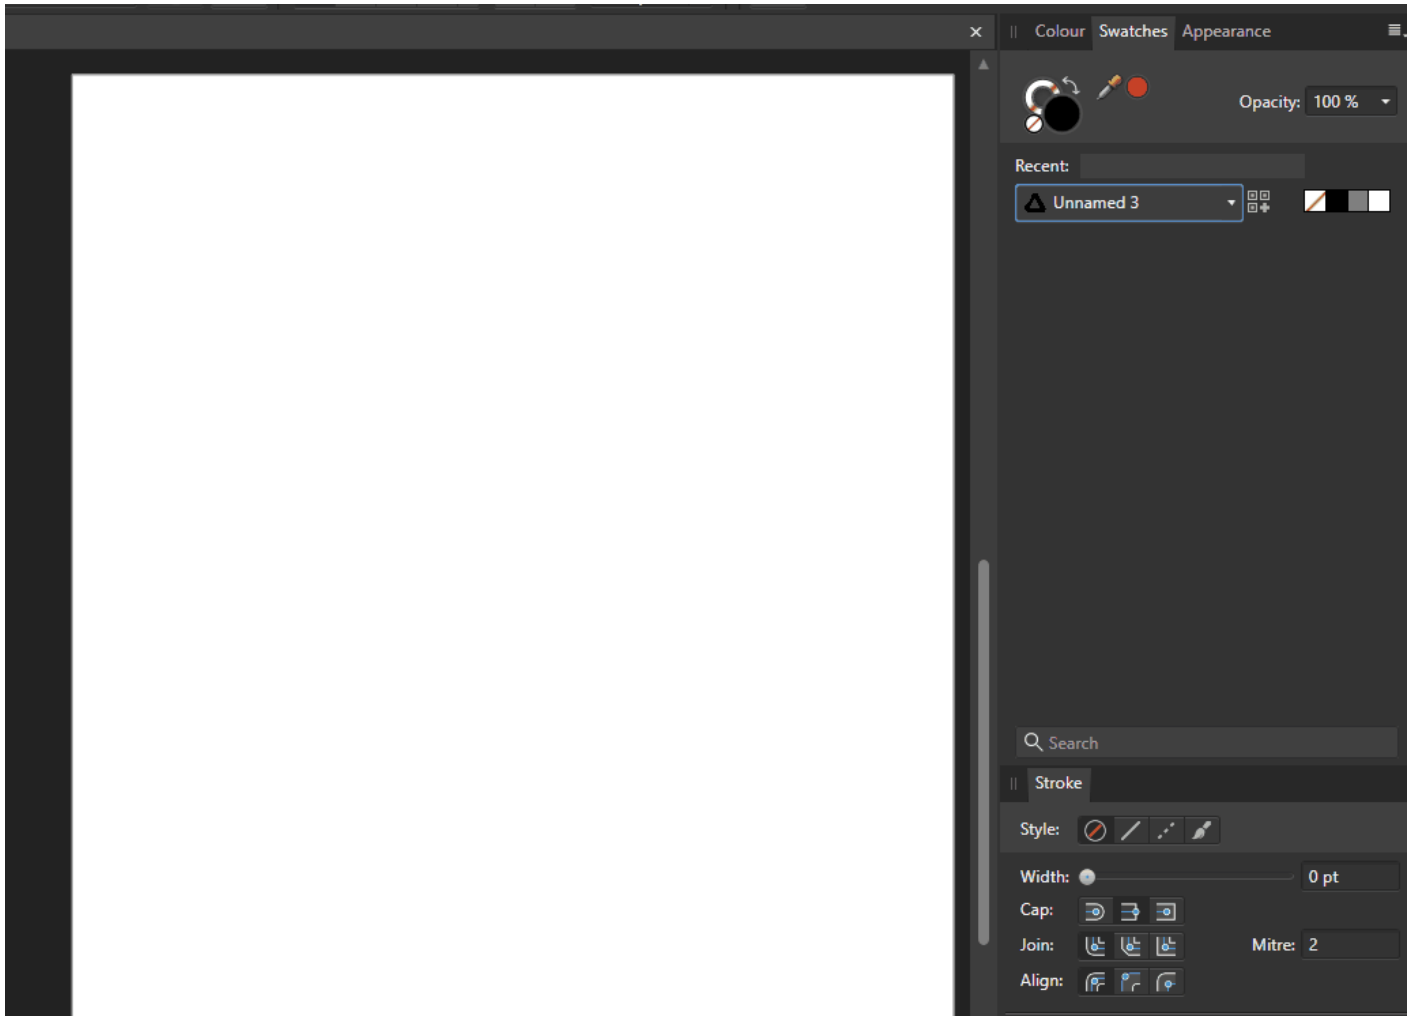 Colour Swatches Appearance
Opacity: 100 %
Recent:
Unnamed 3
Search
Stroke
Style:
Width: 0 pt
Cap:
Join: Mitre: 2
Align: